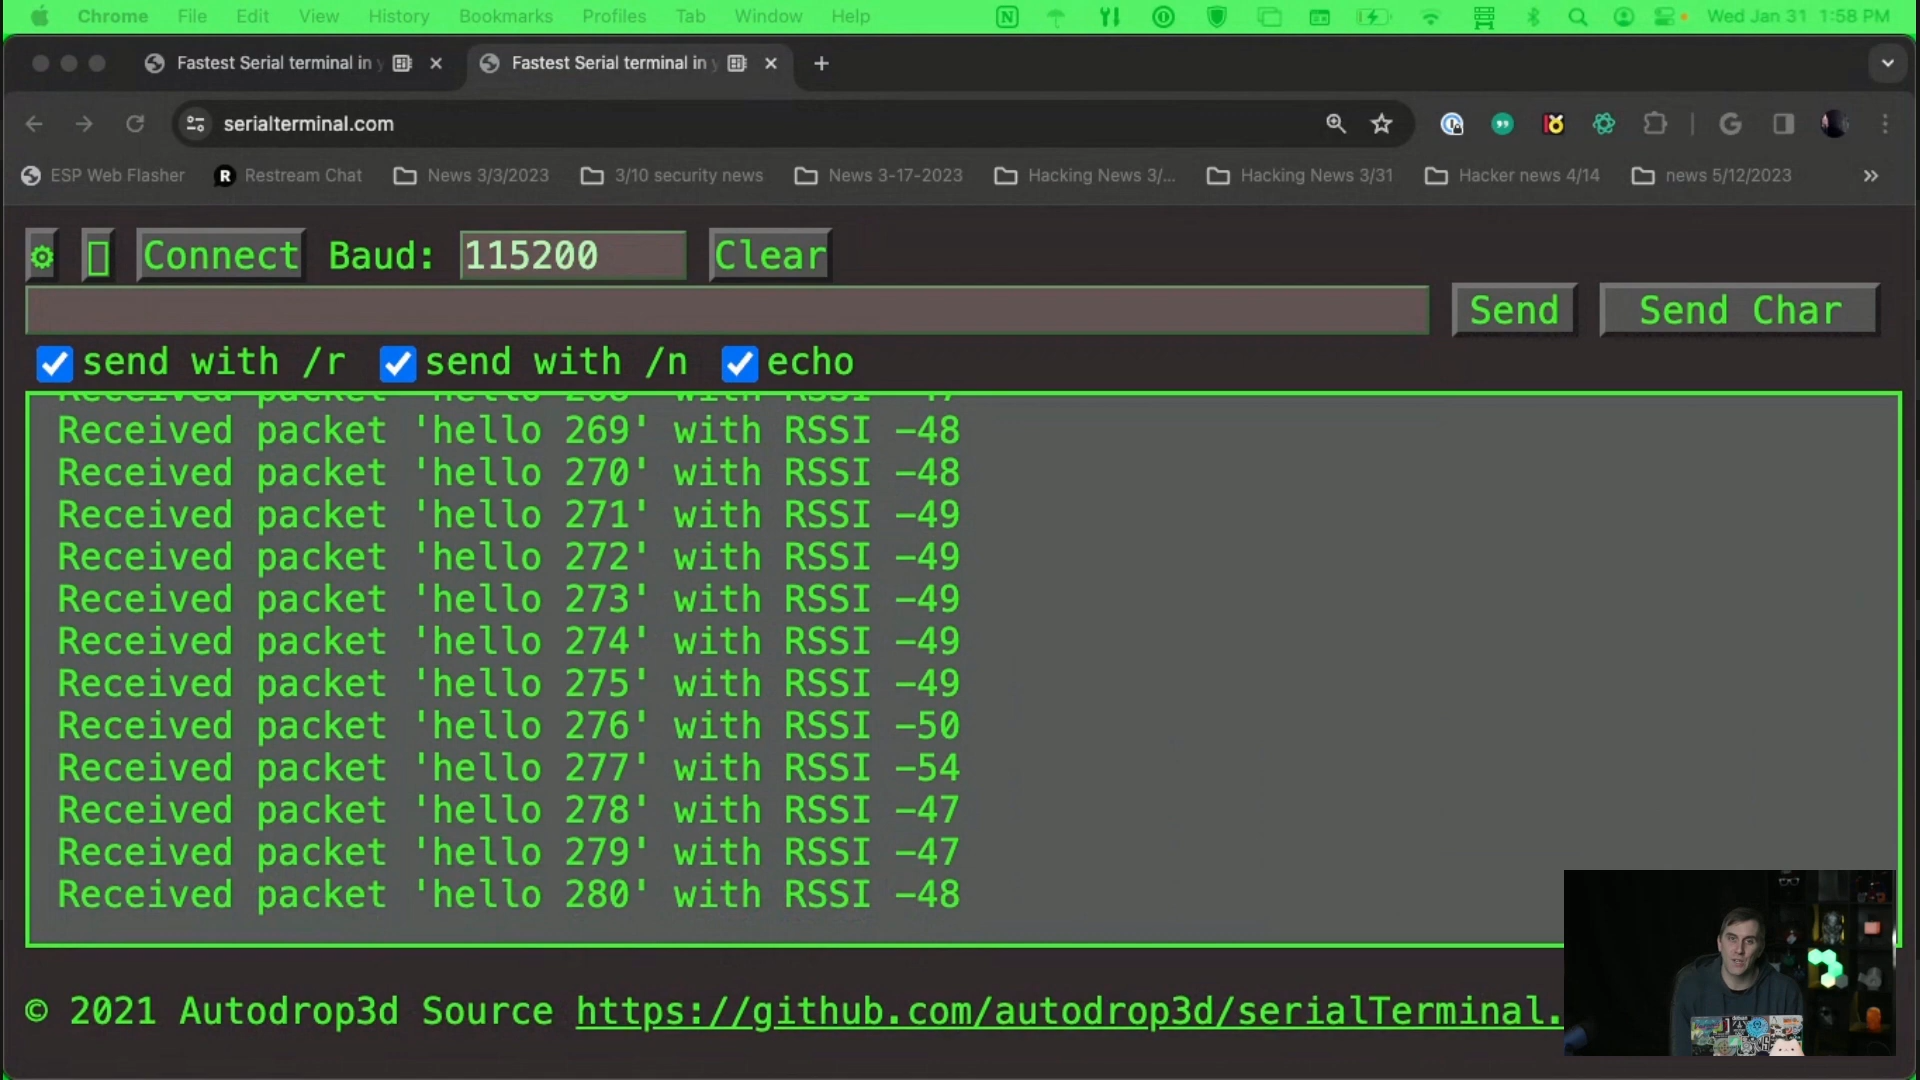 Chrome File Edit View History Bookmarks Profiles Tab Window Help Wed Jan 31 1:58 PM
Fastest Serial terminal in Fastest Serial terminal in
serialterminal.com
ESP Web Flasher Restream Chat News 3/3/2023 3/10 security news News 3-17-2023 Hacking News 3/... Hacking News 3/31 Hacker news 4/14 news 5/12/2023 »
Connect Baud: 115200 Clear
Send Send Char
send with /r send with /n echo
Received packet 'hello 268' with RSSI -47
Received packet 'hello 269' with RSSI -48
Received packet 'hello 270' with RSSI -48
Received packet 'hello 271' with RSSI -49
Received packet 'hello 272' with RSSI -49
Received packet 'hello 273' with RSSI -49
Received packet 'hello 274' with RSSI -49
Received packet 'hello 275' with RSSI -49
Received packet 'hello 276' with RSSI -50
Received packet 'hello 277' with RSSI -54
Received packet 'hello 278' with RSSI -47
Received packet 'hello 279' with RSSI -47
Received packet 'hello 280' with RSSI -48
© 2021 Autodrop3d Source https://github.com/autodrop3d/serialTerminal.